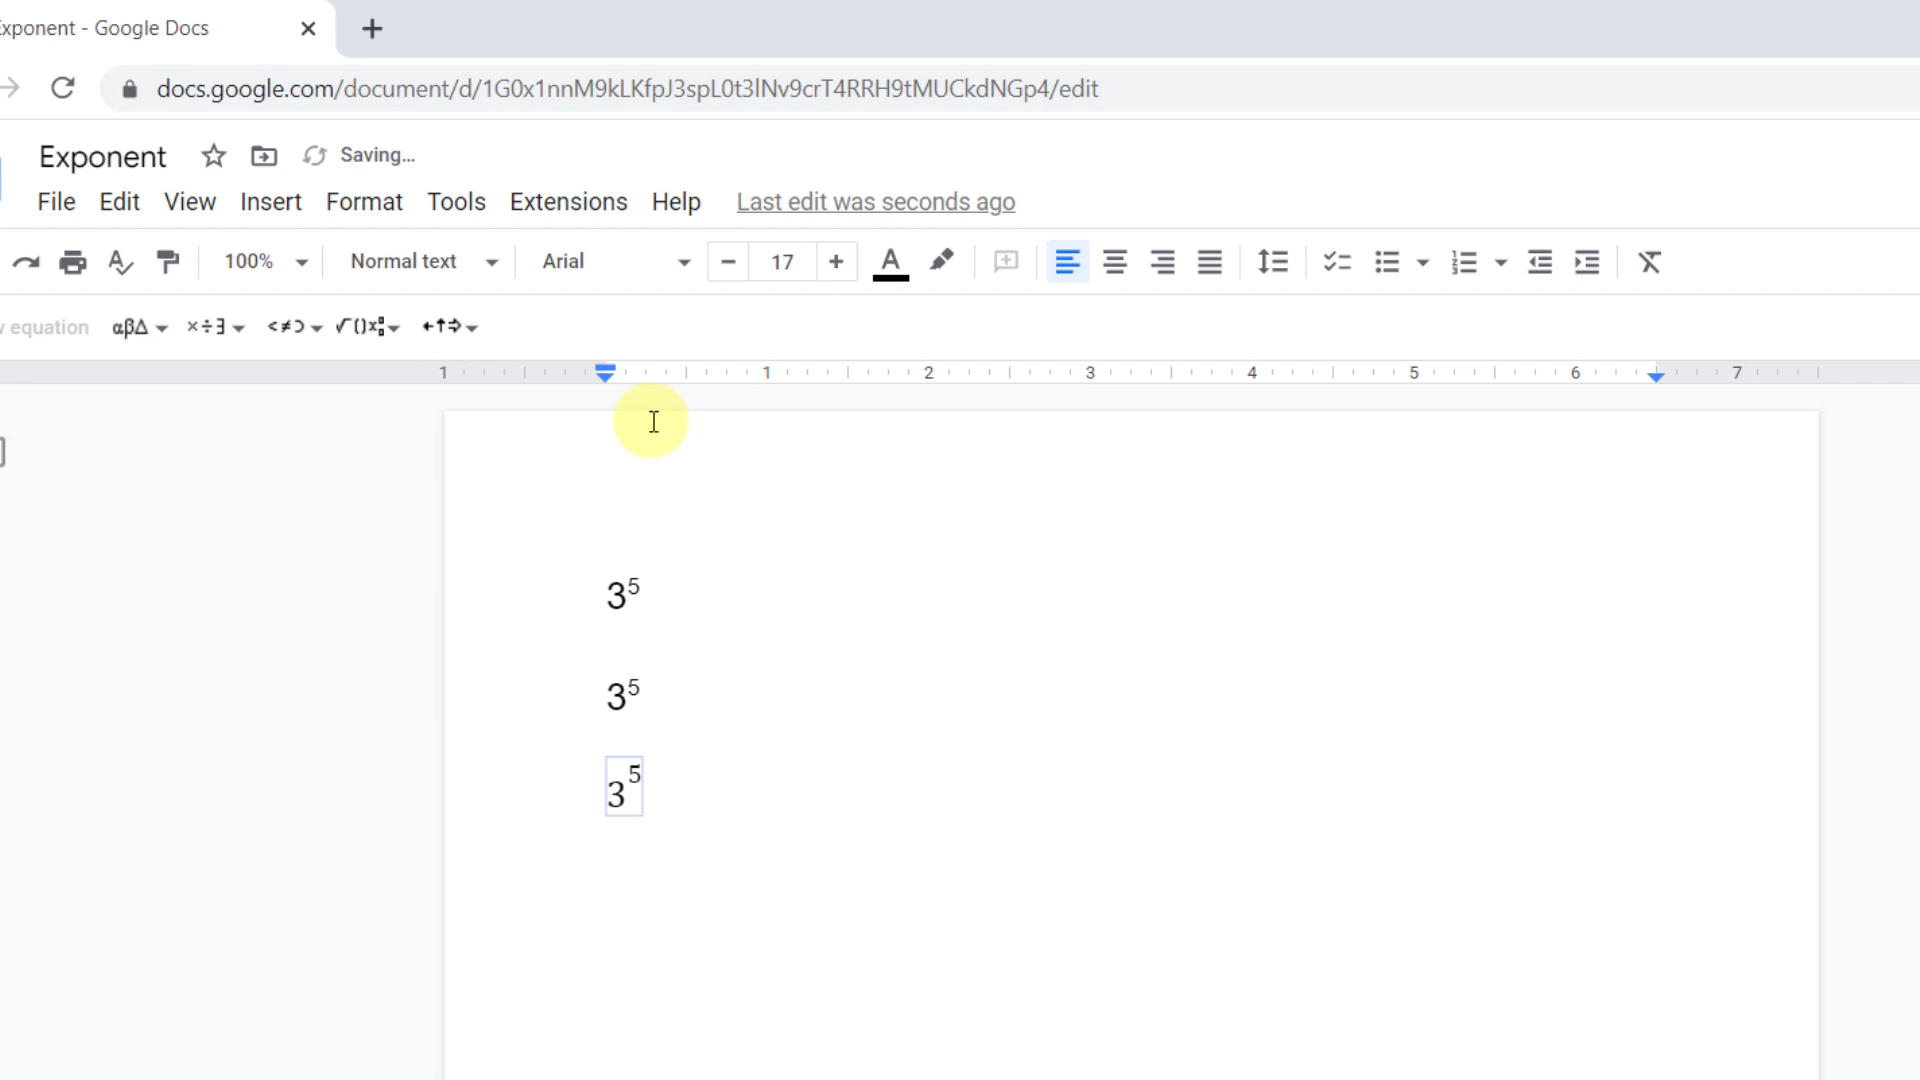 Exponent - Google Docs
docs.google.com/document/d/1G0x1nnM9kLKfpJ3spL0t3lNv9crT4RRH9tMUCkdNGp4/edit
Exponent Saving…
File Edit View Insert Format Tools Extensions Help Last edit was seconds ago
100% Normal text Arial − 17 + A
equation αβΔ ×÷∃ <≠⊃ √()x ←↑⇒
1 1 2 3 4 5 6 7
3⁵
3⁵
3⁵